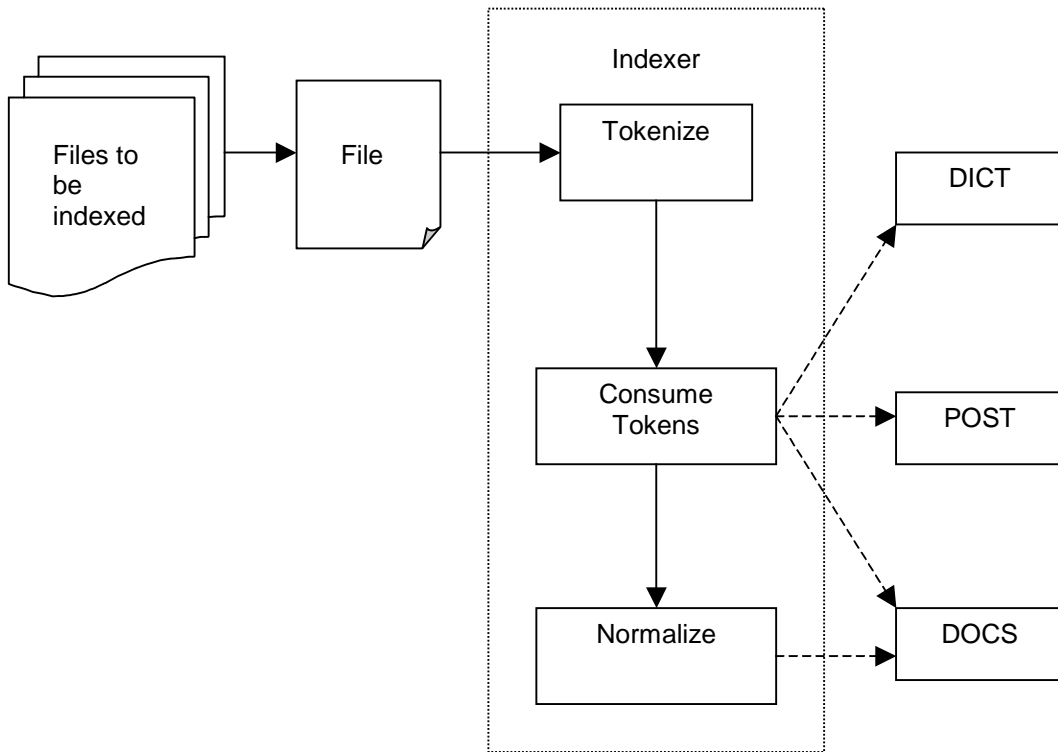 Files to
be
indexed
File
Indexer
Tokenize
Consume
Tokens
Normalize
DICT
POST
DOCS